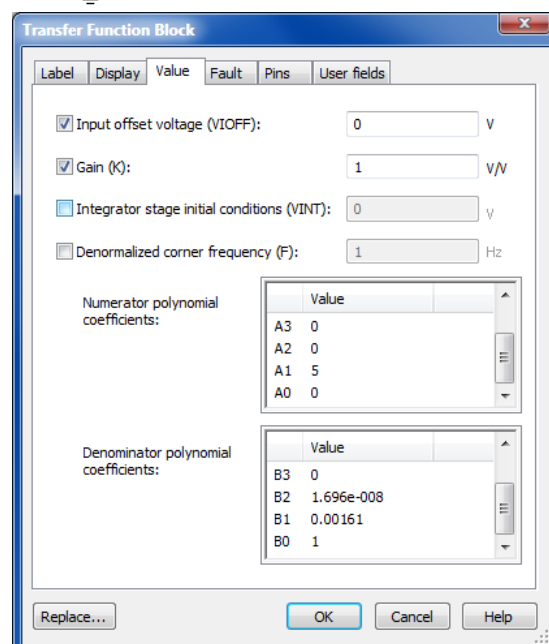 Transfer Function Block
Label Display Value Fault Pins User fields
Input offset voltage (VIOFF): 0 V
Gain (K): 1 V/V
Integrator stage initial conditions (VINT): 0 V
Denormalized corner frequency (F): 1 Hz
Numerator polynomial
coefficients:
Value
A3 0
A2 0
A1 5
A0 0
Denominator polynomial
coefficients:
Value
B3 0
B2 1.696e-008
B1 0.00161
B0 1
Replace... OK Cancel Help